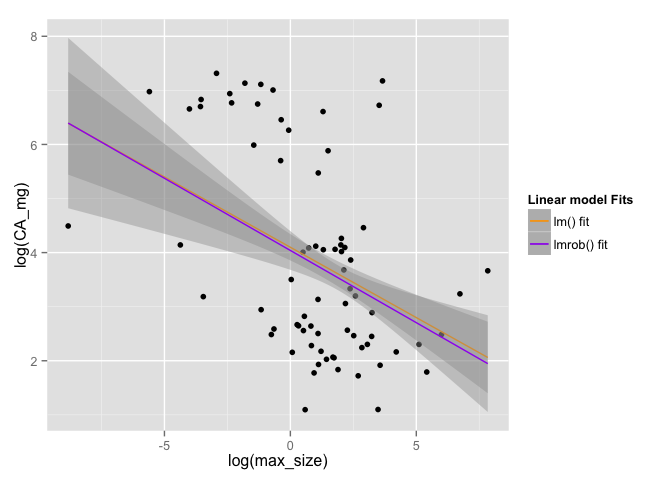 8
6
4
2
log(CA_mg)
-5
0
5
log(max_size)
Linear model Fits
lm() fit
lmrob() fit